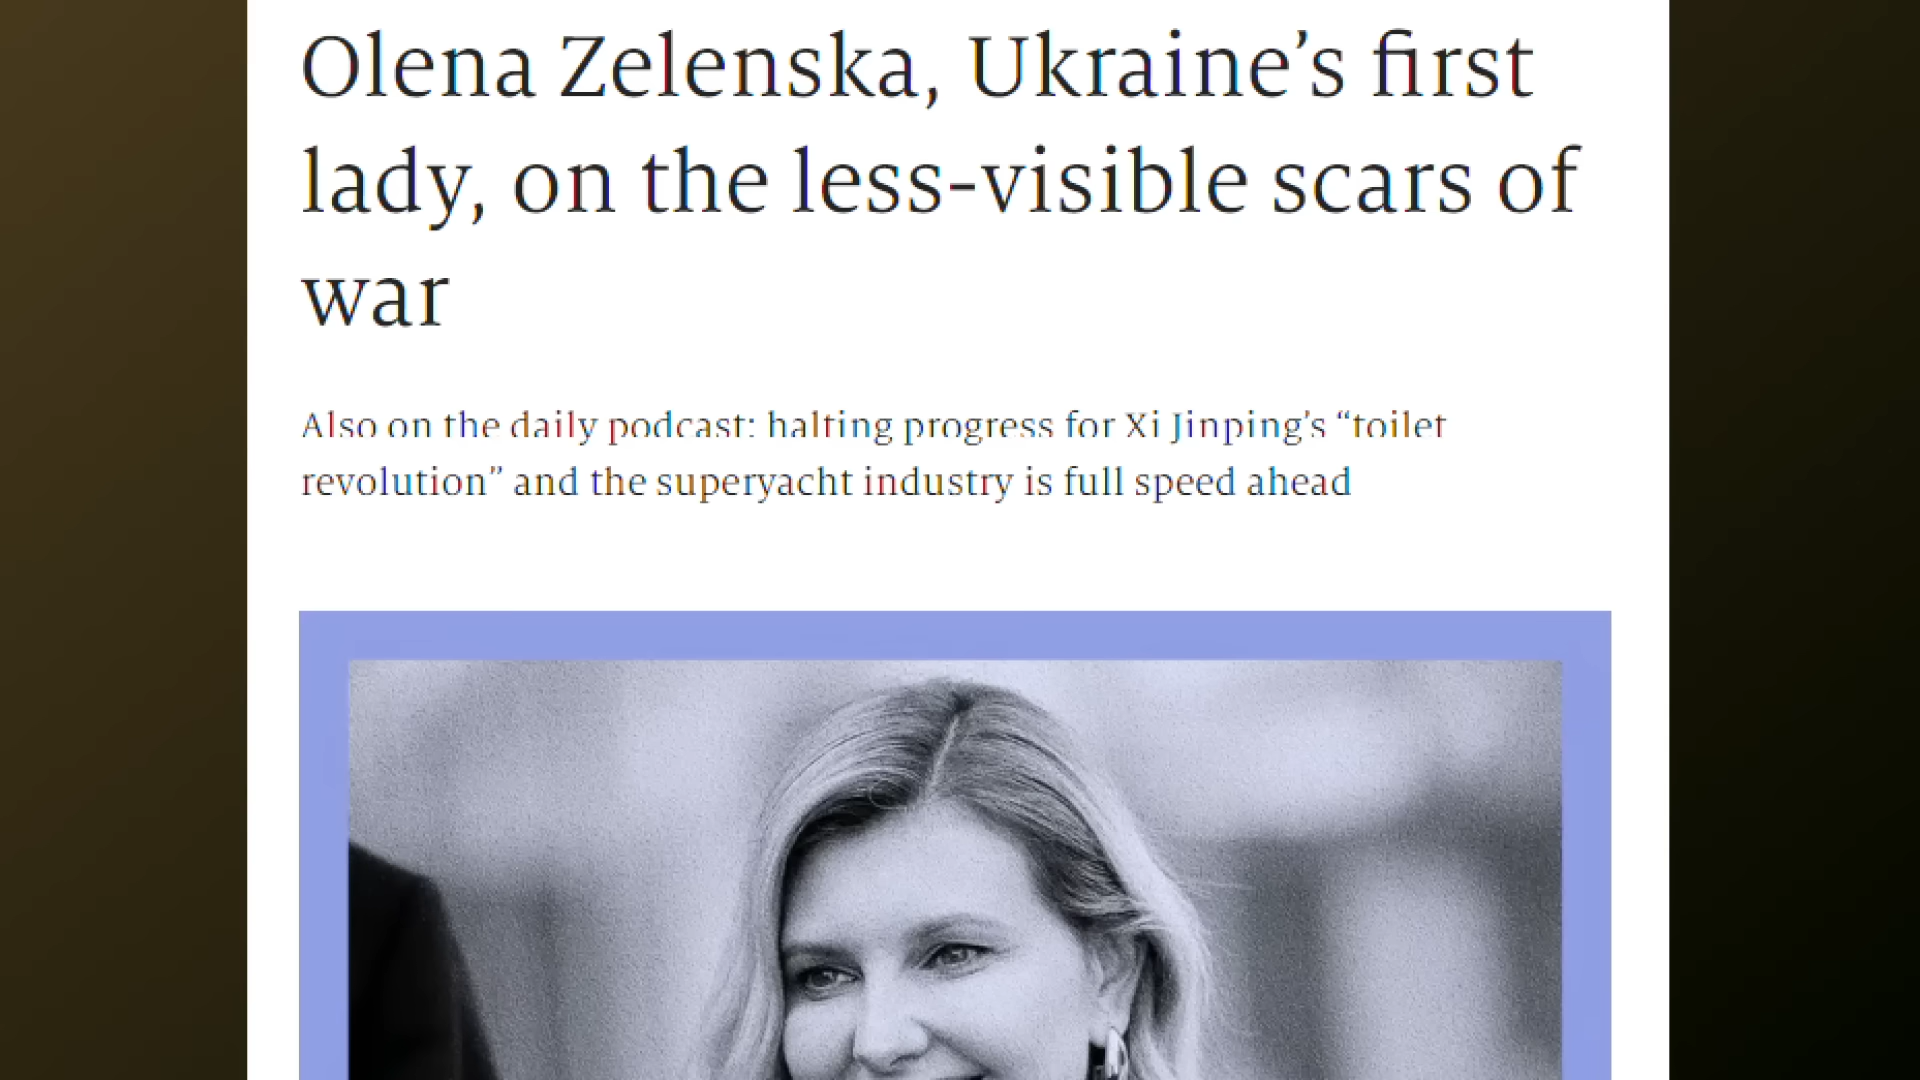 Olena Zelenska, Ukraine’s first
lady, on the less-visible scars of
war
Also on the daily podcast: halting progress for Xi Jinping’s “toilet
revolution” and the superyacht industry is full speed ahead